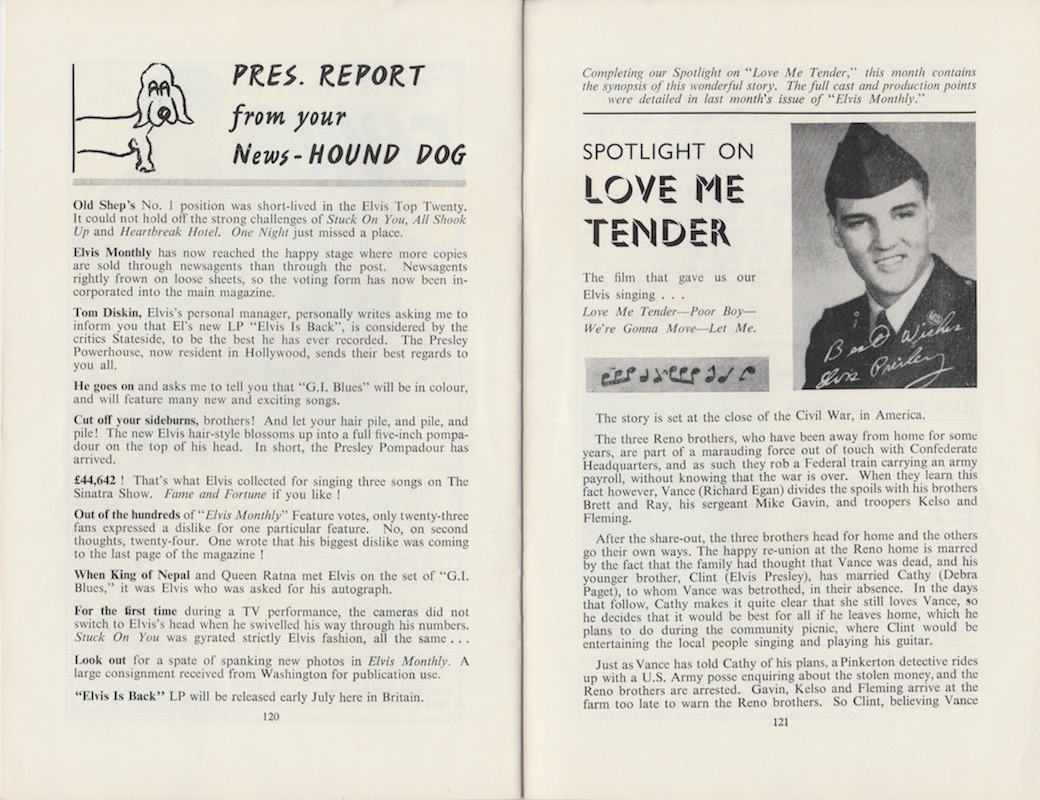 PRES. REPORT
from your
News-HOUND DOG
Old Shep's No. 1 position was short-lived in the Elvis Top Twenty.
It could not hold off the strong challenges of Stuck On You, All Shook
Up and Heartbreak Hotel. One Night just missed a place.
Elvis Monthly has now reached the happy stage where more copies
are sold through newsagents than through the post. Newsagents
rightly frown on loose sheets, so the voting form has now been in-
corporated into the main magazine.
Tom Diskin, Elvis's personal manager, personally writes asking me to
inform you that El's new LP "Elvis Is Back", is considered by the
critics Stateside, to be the best he has ever recorded. The Presley
Powerhouse, now resident in Hollywood, sends their best regards to
you all.
He goes on and asks me to tell you that "G.I. Blues" will be in colour,
and will feature many new and exciting songs.
Cut off your sideburns, brothers! And let your hair pile, and pile, and
pile! The new Elvis hair-style blossoms up into a full five-inch pompa-
dour on the top of his head. In short, the Presley Pompadour has
arrived.
£44,642 ! That's what Elvis collected for singing three songs on The
Sinatra Show. Fame and Fortune if you like !
Out of the hundreds of "Elvis Monthly" Feature votes, only twenty-three
fans expressed a dislike for one particular feature. No, on second
thoughts, twenty-four. One wrote that his biggest dislike was coming
to the last page of the magazine !
When King of Nepal and Queen Ratna met Elvis on the set of "G.I.
Blues," it was Elvis who was asked for his autograph.
For the first time during a TV performance, the cameras did not
switch to Elvis's head when he swivelled his way through his numbers.
Stuck On You was gyrated strictly Elvis fashion, all the same . . .
Look out for a spate of spanking new photos in Elvis Monthly. A
large consignment received from Washington for publication use.
"Elvis Is Back" LP will be released early July here in Britain.
120
Completing our Spotlight on "Love Me Tender," this month contains
the synopsis of this wonderful story. The full cast and production points
were detailed in last month's issue of "Elvis Monthly."
SPOTLIGHT ON
LOVE ME
TENDER
The film that gave us our
Elvis singing . . .
Love Me Tender—Poor Boy—
We're Gonna Move—Let Me.
Best Wishes
Elvis Presley
The story is set at the close of the Civil War, in America.
The three Reno brothers, who have been away from home for some
years, are part of a marauding force out of touch with Confederate
Headquarters, and as such they rob a Federal train carrying an army
payroll, without knowing that the war is over. When they learn this
fact however, Vance (Richard Egan) divides the spoils with his brothers
Brett and Ray, his sergeant Mike Gavin, and troopers Kelso and
Fleming.
After the share-out, the three brothers head for home and the others
go their own ways. The happy re-union at the Reno home is marred
by the fact that the family had thought that Vance was dead, and his
younger brother, Clint (Elvis Presley), has married Cathy (Debra
Paget), to whom Vance was betrothed, in their absence. In the days
that follow, Cathy makes it quite clear that she still loves Vance, so
he decides that it would be best for all if he leaves home, which he
plans to do during the community picnic, where Clint would be
entertaining the local people singing and playing his guitar.
Just as Vance has told Cathy of his plans, a Pinkerton detective rides
up with a U.S. Army posse enquiring about the stolen money, and the
Reno brothers are arrested. Gavin, Kelso and Fleming arrive at the
farm too late to warn the Reno brothers. So Clint, believing Vance
121